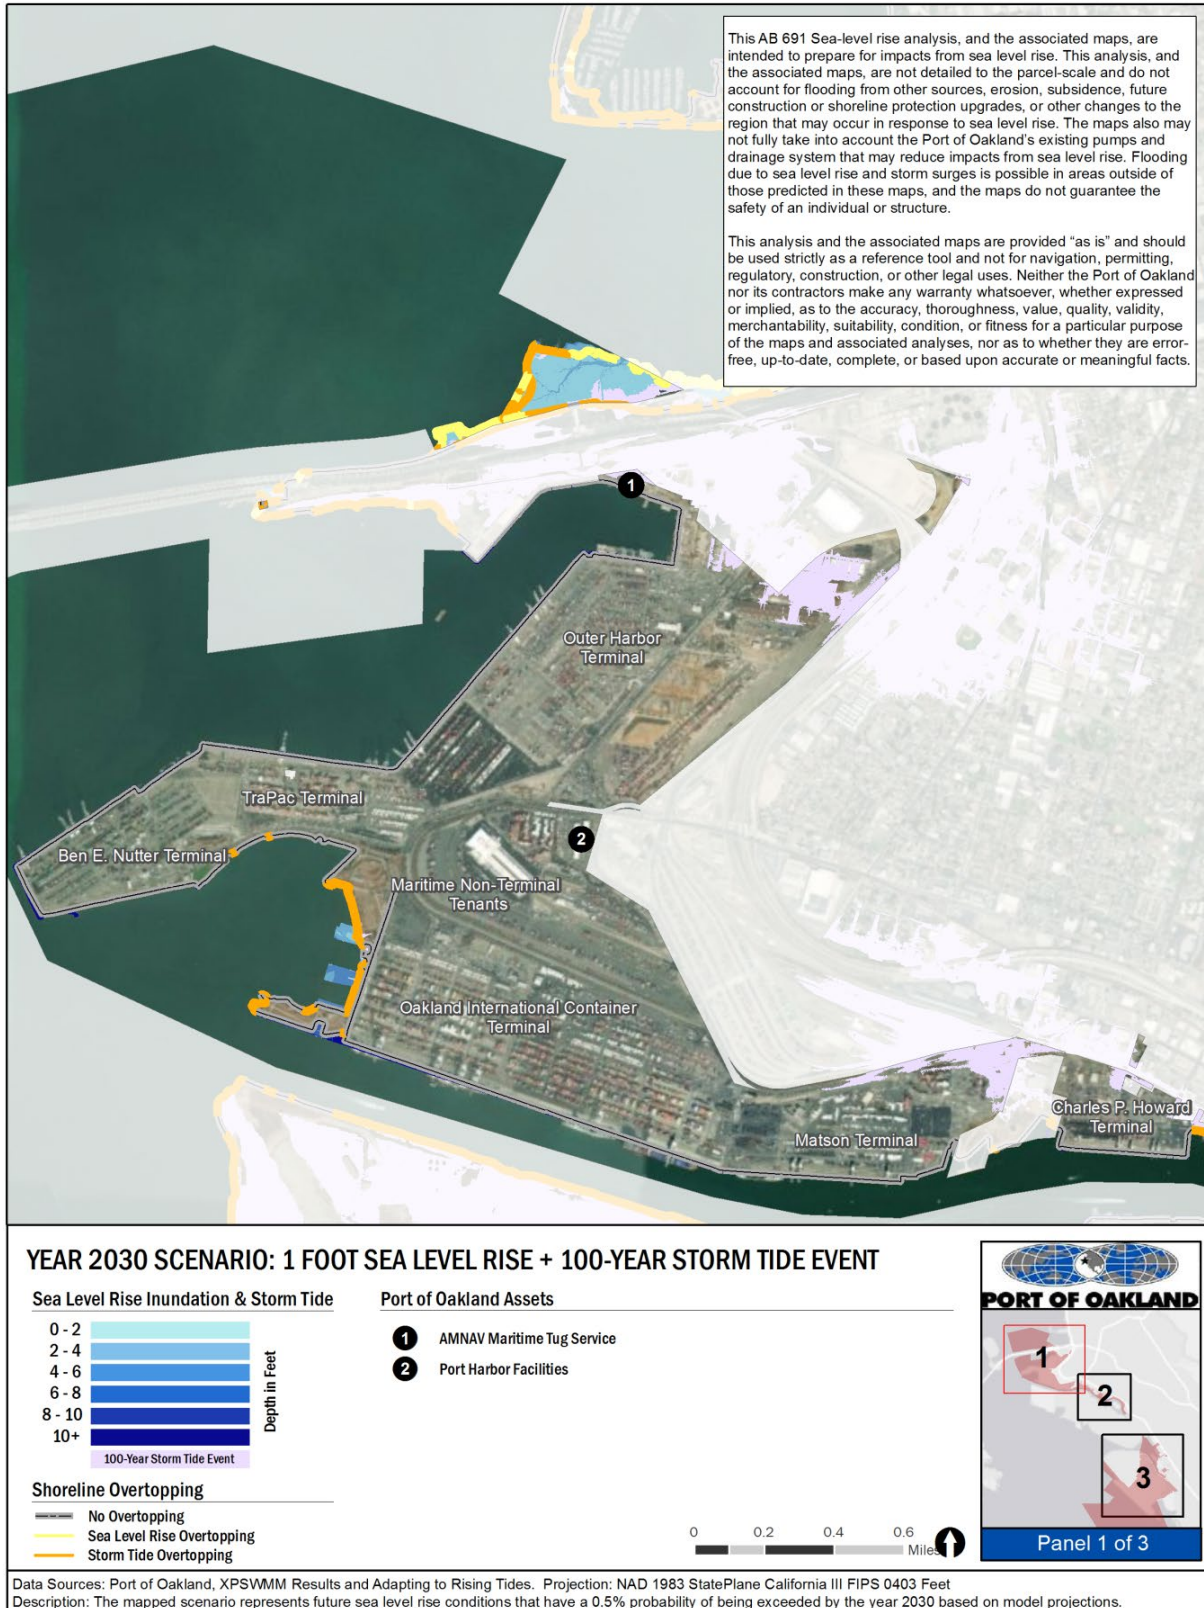 This AB 691 Sea-level rise analysis, and the associated maps, are
intended to prepare for impacts from sea level rise. This analysis, and
the associated maps, are not detailed to the parcel-scale and do not
account for flooding from other sources, erosion, subsidence, future
construction or shoreline protection upgrades, or other changes to the
region that may occur in response to sea level rise. The maps also may
not fully take into account the Port of Oakland's existing pumps and
drainage system that may reduce impacts from sea level rise. Flooding
due to sea level rise and storm surges is possible in areas outside of
those predicted in these maps, and the maps do not guarantee the
safety of an individual or structure.
This analysis and the associated maps are provided “as is” and should
be used strictly as a reference tool and not for navigation, permitting,
regulatory, construction, or other legal uses. Neither the Port of Oakland
nor its contractors make any warranty whatsoever, whether expressed
or implied, as to the accuracy, thoroughness, value, quality, validity,
merchantability, suitability, condition, or fitness for a particular purpose
of the maps and associated analyses, nor as to whether they are error-
free, up-to-date, complete, or based upon accurate or meaningful facts.
1
Outer Harbor
Terminal
TraPac Terminal
Ben E. Nutter Terminal
2
Maritime Non-Terminal
Tenants
Oakland International Container
Terminal
Charles P. Howard
Terminal
Matson Terminal
YEAR 2030 SCENARIO: 1 FOOT SEA LEVEL RISE + 100-YEAR STORM TIDE EVENT
Sea Level Rise Inundation & Storm Tide
0 - 2
2 - 4
4 - 6
6 - 8
8 - 10
10+
Depth in Feet
100-Year Storm Tide Event
Shoreline Overtopping
No Overtopping
Sea Level Rise Overtopping
Storm Tide Overtopping
Port of Oakland Assets
1 AMNAV Maritime Tug Service
2 Port Harbor Facilities
0 0.2 0.4 0.6
Miles
PORT OF OAKLAND
1
2
3
Panel 1 of 3
Data Sources: Port of Oakland, XPSWMM Results and Adapting to Rising Tides. Projection: NAD 1983 StatePlane California III FIPS 0403 Feet
Description: The mapped scenario represents future sea level rise conditions that have a 0.5% probability of being exceeded by the year 2030 based on model projections.